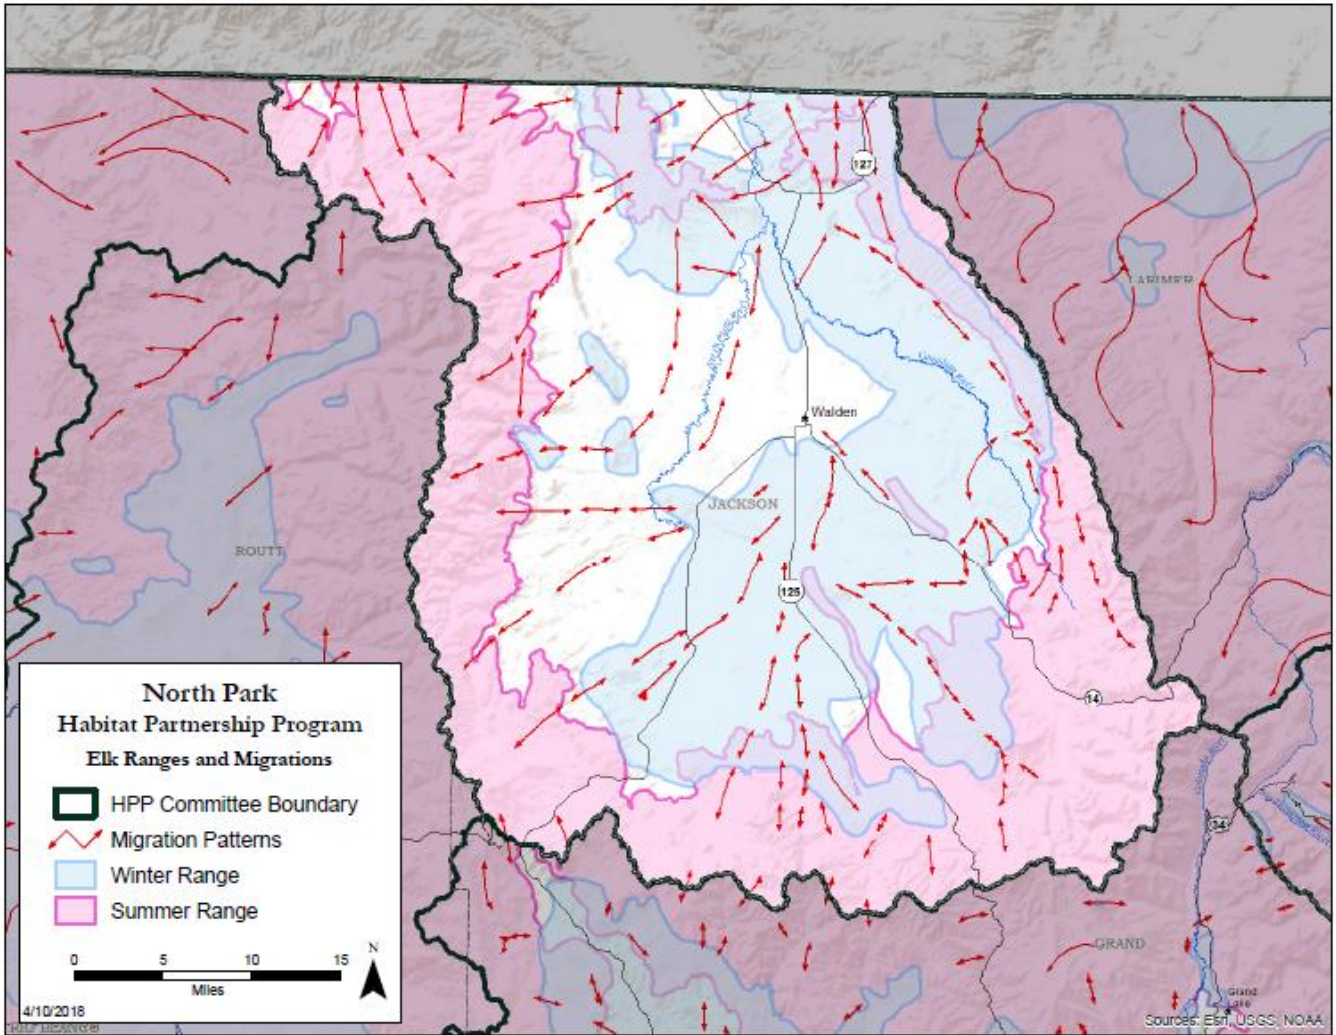 127
LARIMER
Walden
JACKSON
ROUTT
125
14
34
GRAND
Grand
North Park
Habitat Partnership Program
Elk Ranges and Migrations
HPP Committee Boundary
Migration Patterns
Winter Range
Summer Range
N
0 5 10 15
Miles
4/10/2018
Sources: Esri, USGS, NOAA